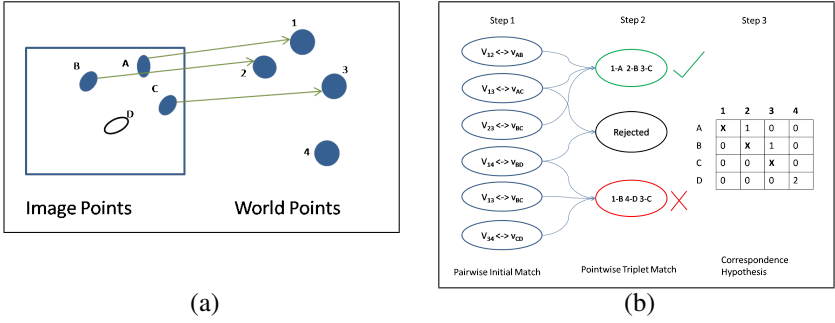 1
A
B
2
3
C
D
4
Image Points
World Points
(a)
Step 1
Step 2
Step 3
V12 <-> vAB
V13 <-> vAC
V23 <-> vBC
V14 <-> vBD
V13 <-> vBC
V34 <-> vCD
1-A 2-B 3-C
Rejected
1-B 4-D 3-C
1 2 3 4
A X 1 0 0
B 0 X 1 0
C 0 0 X 0
D 0 0 0 2
Pairwise Initial Match
Pointwise Triplet Match
Correspondence
Hypothesis
(b)